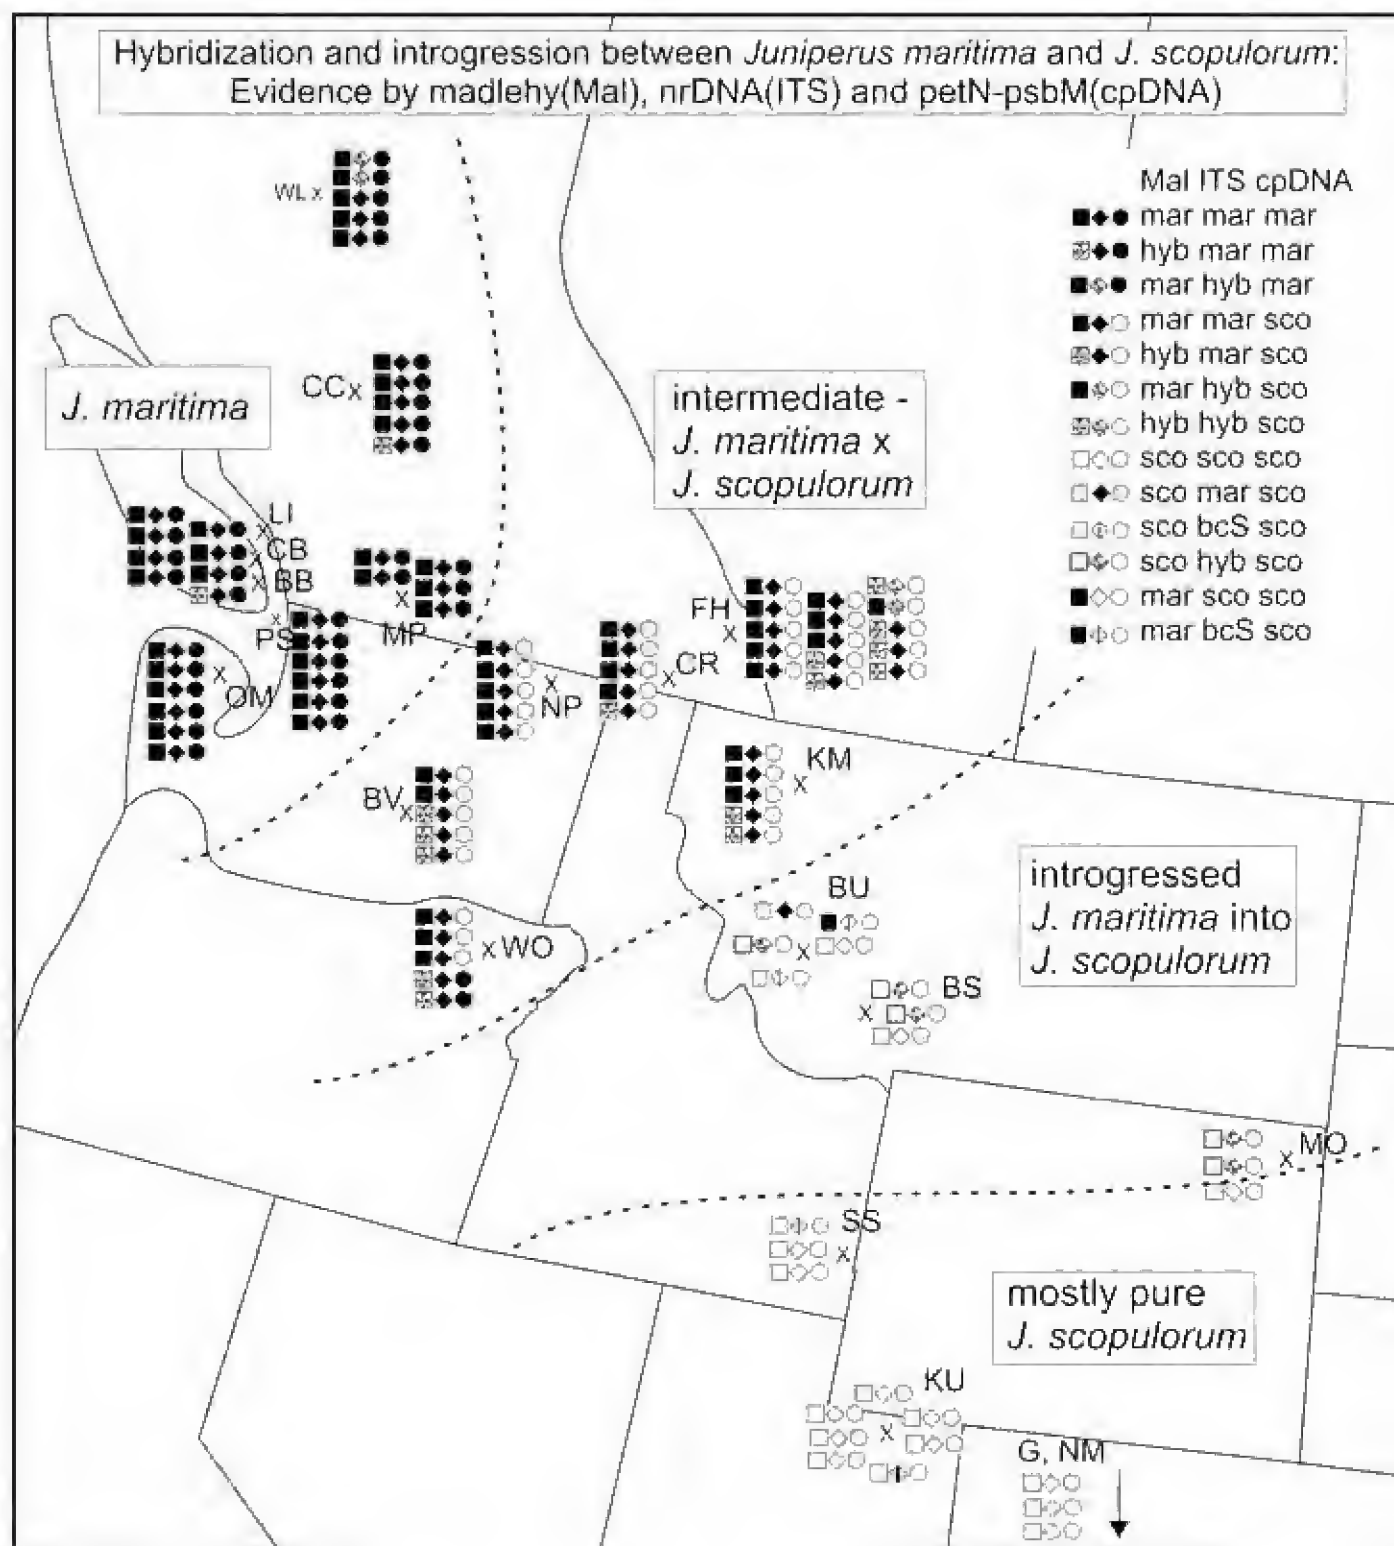 Hybridization and introgression between Juniperus maritima and J. scopulorum:
Evidence by madlehy(Mal), nrDNA(ITS) and petN-psbM(cpDNA)
Mal ITS cpDNA
mar mar mar
hyb mar mar
mar hyb mar
mar mar sco
hyb mar sco
mar hyb sco
hyb hyb sco
sco sco sco
sco mar sco
sco bcS sco
sco hyb sco
mar sco sco
mar bcS sco
WL x
CC x
J. maritima
intermediate -
J. maritima x
J. scopulorum
LI
x
CB
x
BB
x
PS
x
MP
x
OM
x
NP
x
CR
x
FH
x
KM
x
BV x
x WO
BU
x
BS
x
introgressed
J. maritima into
J. scopulorum
MO
x
SS
x
mostly pure
J. scopulorum
KU
x
G, NM